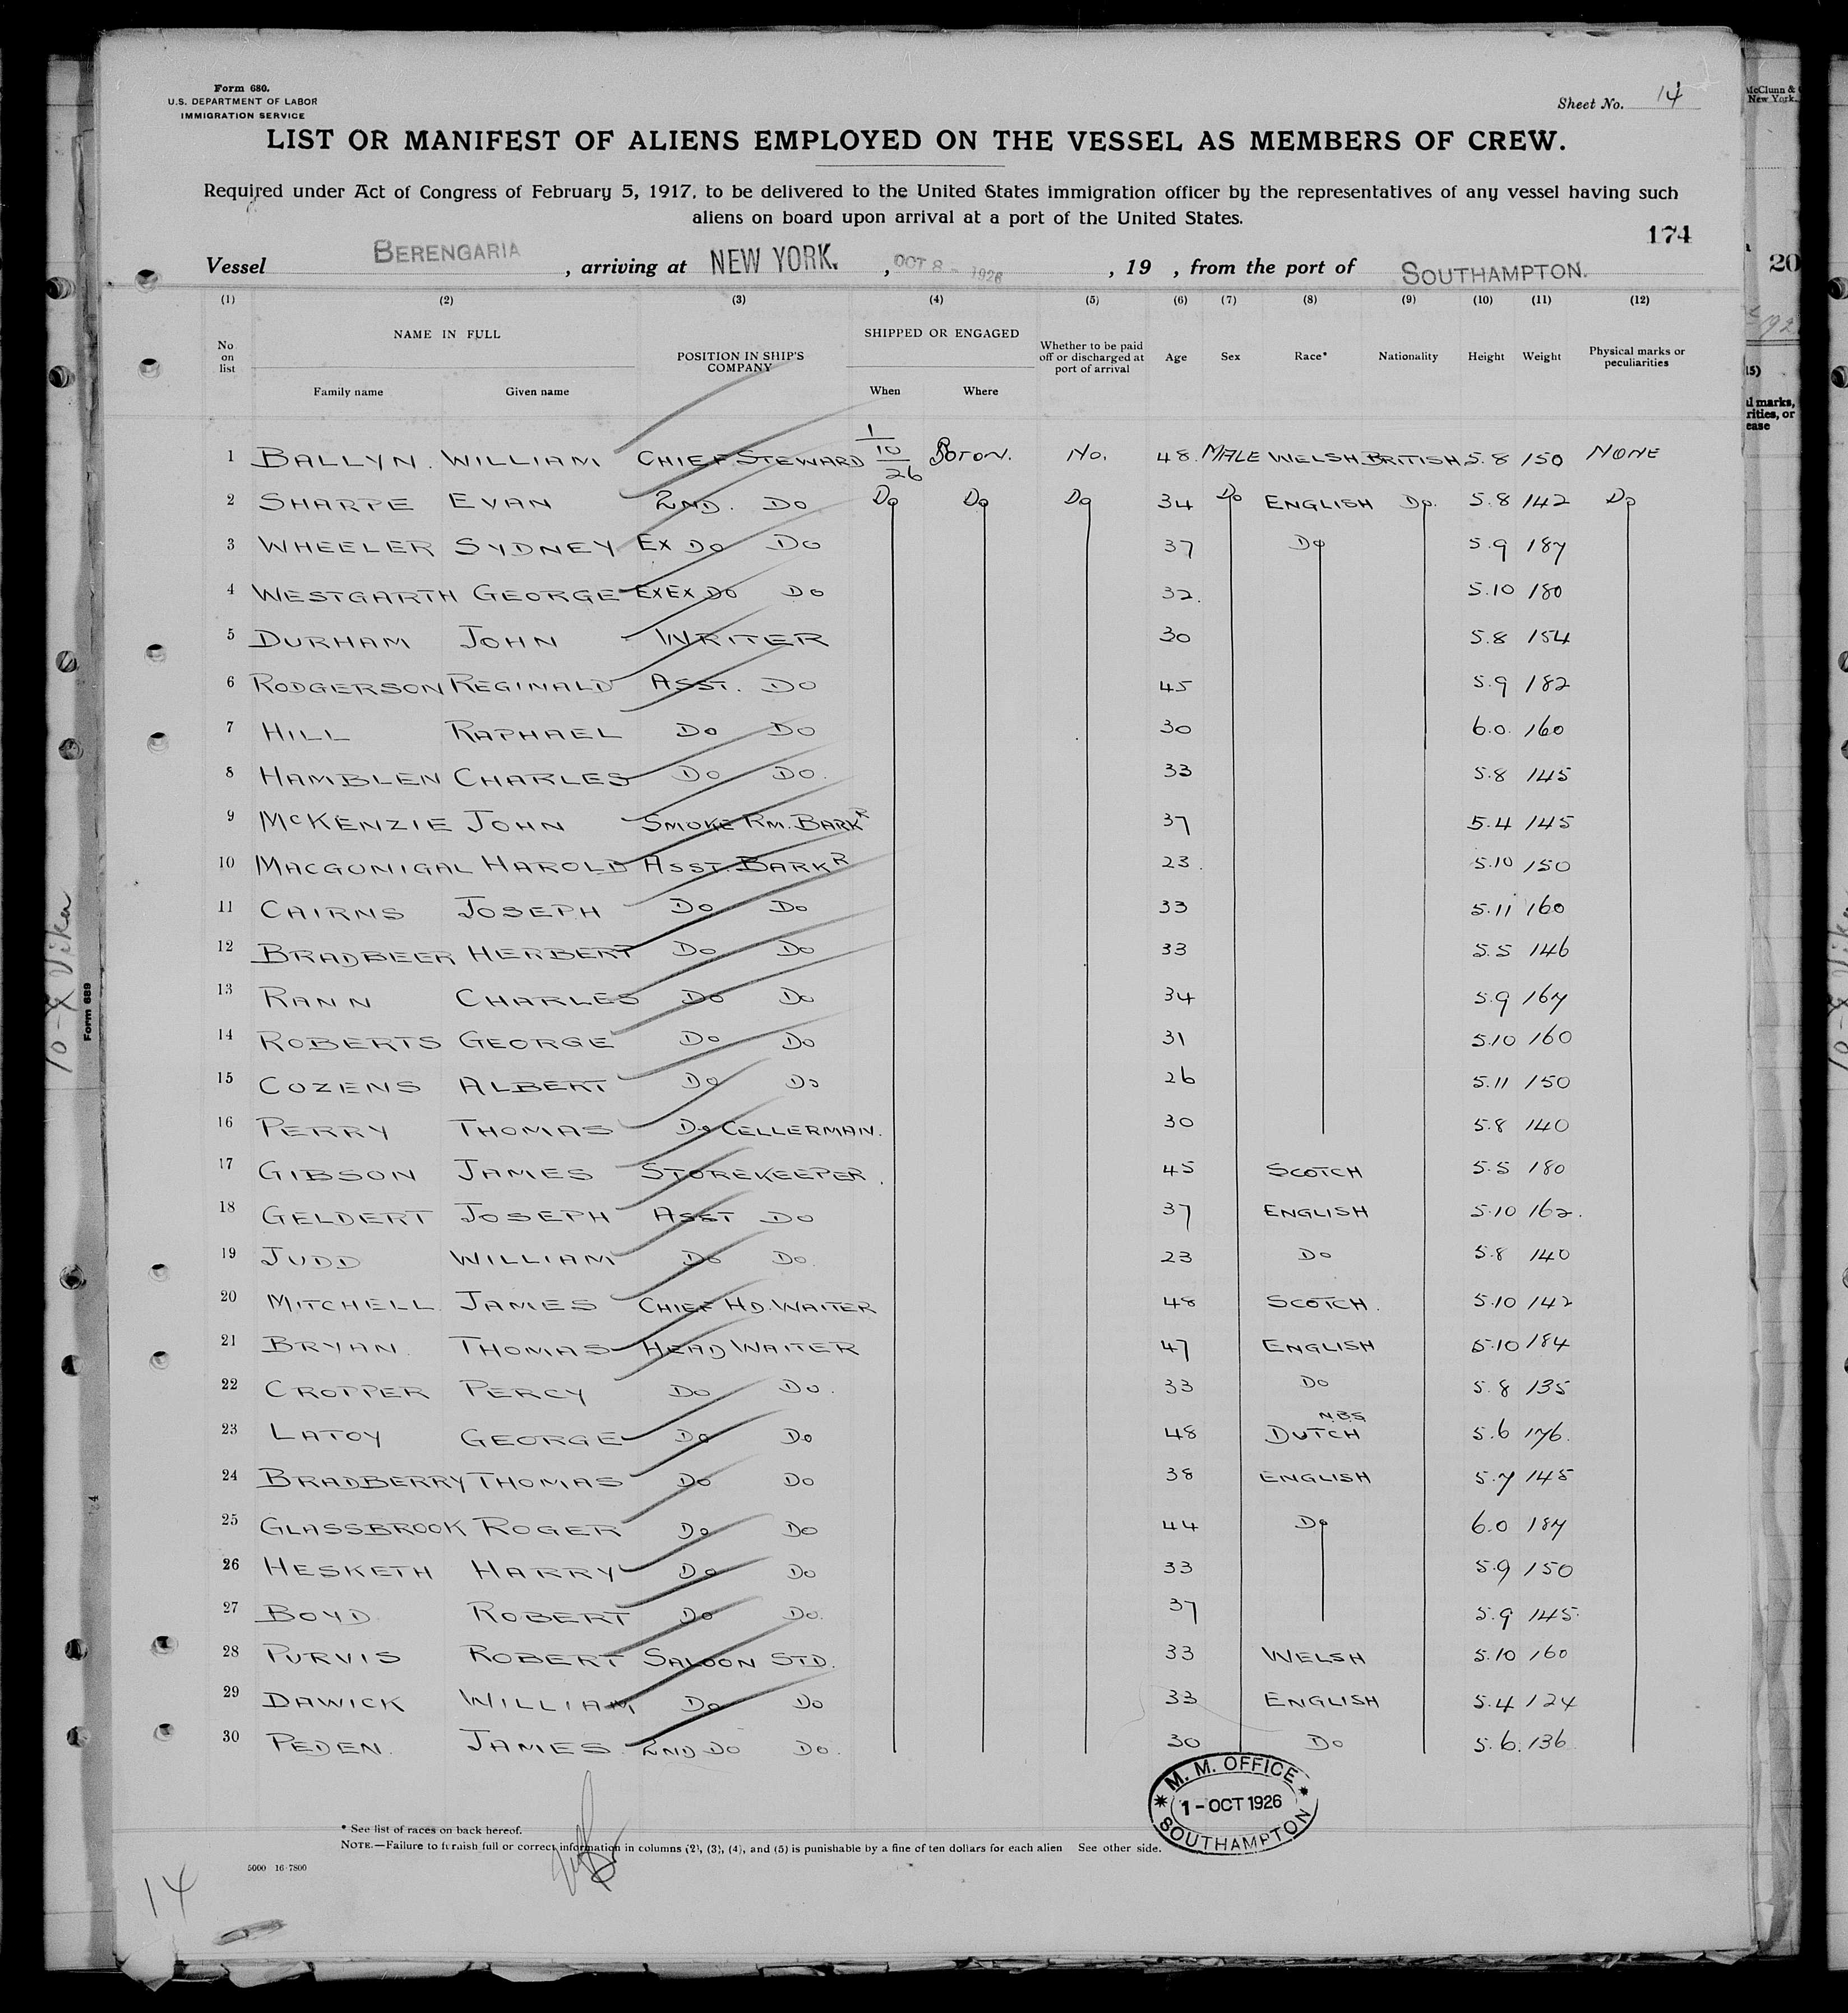 Form 680.
U.S. DEPARTMENT OF LABOR
IMMIGRATION SERVICE
Sheet No. 14
LIST OR MANIFEST OF ALIENS EMPLOYED ON THE VESSEL AS MEMBERS OF CREW.
Required under Act of Congress of February 5, 1917, to be delivered to the United States immigration officer by the representatives of any vessel having such
aliens on board upon arrival at a port of the United States.
174
Vessel BERENGARIA, arriving at NEW YORK., OCT 8 - 1926, 19 , from the port of SOUTHAMPTON.
(1) (2) (3) (4) (5) (6) (7) (8) (9) (10) (11) (12)
No on list NAME IN FULL Family name Given name POSITION IN SHIP'S COMPANY SHIPPED OR ENGAGED When Where Whether to be paid off or discharged at port of arrival Age Sex Race* Nationality Height Weight Physical marks or peculiarities
1 BALLYN. WILLIAM CHIEF STEWARD 1/10/26 SOTON. NO. 48. MALE WELSH BRITISH 5.8 150 NONE
2 SHARPE EVAN 2ND. DO DO DO DO 34 DO ENGLISH DO. 5.8 142 DO
3 WHEELER SYDNEY EX DO DO 37 DO 5.9 187
4 WESTGARTH GEORGE EXEX DO DO 32. 5.10 180
5 DURHAM JOHN WRITER 30 5.8 154
6 RODGERSON REGINALD ASST. DO 45 5.9 182
7 HILL RAPHAEL DO DO 30 6.0. 160
8 HAMBLEN CHARLES DO DO. 33 5.8 145
9 McKENZIE JOHN SMOKE RM. BARKR 37 5.4 145
10 MACGONIGAL HAROLD ASST. BARKR 23. 5.10 150
11 CAIRNS JOSEPH DO DO 33 5.11 160
12 BRADBEER HERBERT DO DO 33 5.5 146
13 RANN CHARLES DO DO 34 5.9 167
14 ROBERTS GEORGE DO DO 31 5.10 160
15 COZENS ALBERT DO DO 26 5.11 150
16 PERRY THOMAS DO CELLERMAN. 30 5.8 140
17 GIBSON JAMES STOREKEEPER. 45 SCOTCH 5.5 180
18 GELDERT JOSEPH ASST DO 37 ENGLISH 5.10 162.
19 JUDD WILLIAM DO DO. 23 DO 5.8 140
20 MITCHELL. JAMES CHIEF HD. WAITER 48 SCOTCH. 5.10 142
21 BRYAN. THOMAS HEAD WAITER 47 ENGLISH 5.10 184
22 CROPPER PERCY DO DO. 33 DO 5.8 135
23 LATOY GEORGE DO DO 48 DUTCH N.B.S. 5.6 176.
24 BRADBERRY THOMAS DO DO 38 ENGLISH 5.7 145
25 GLASSBROOK ROGER DO DO 44 DO 6.0 187
26 HESKETH HARRY DO DO 33 5.9 150
27 BOYD ROBERT DO DO. 37 5.9 145.
28 PURVIS ROBERT SALOON STD. 33 WELSH 5.10 160
29 DAWICK WILLIAM DO DO 33 ENGLISH 5.4 124
30 PEDEN. JAMES. 2ND DO DO. 30 DO 5.6. 136
M. M. OFFICE
1 - OCT 1926
SOUTHAMPTON
* See list of races on back hereof.
NOTE.—Failure to furnish full or correct information in columns (2), (3), (4), and (5) is punishable by a fine of ten dollars for each alien See other side.
5000 16-7800
14
Form 689
McClunn &
New York.
20